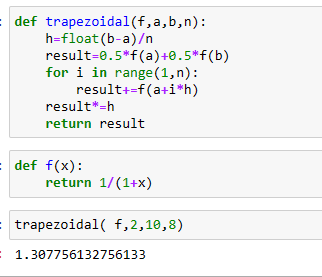 def trapezoidal(f,a,b,n):
    h=float(b-a)/n
    result=0.5*f(a)+0.5*f(b)
    for i in range(1,n):
        result+=f(a+i*h)
    result*=h
    return result
def f(x):
    return 1/(1+x)
trapezoidal( f,2,10,8)
1.307756132756133